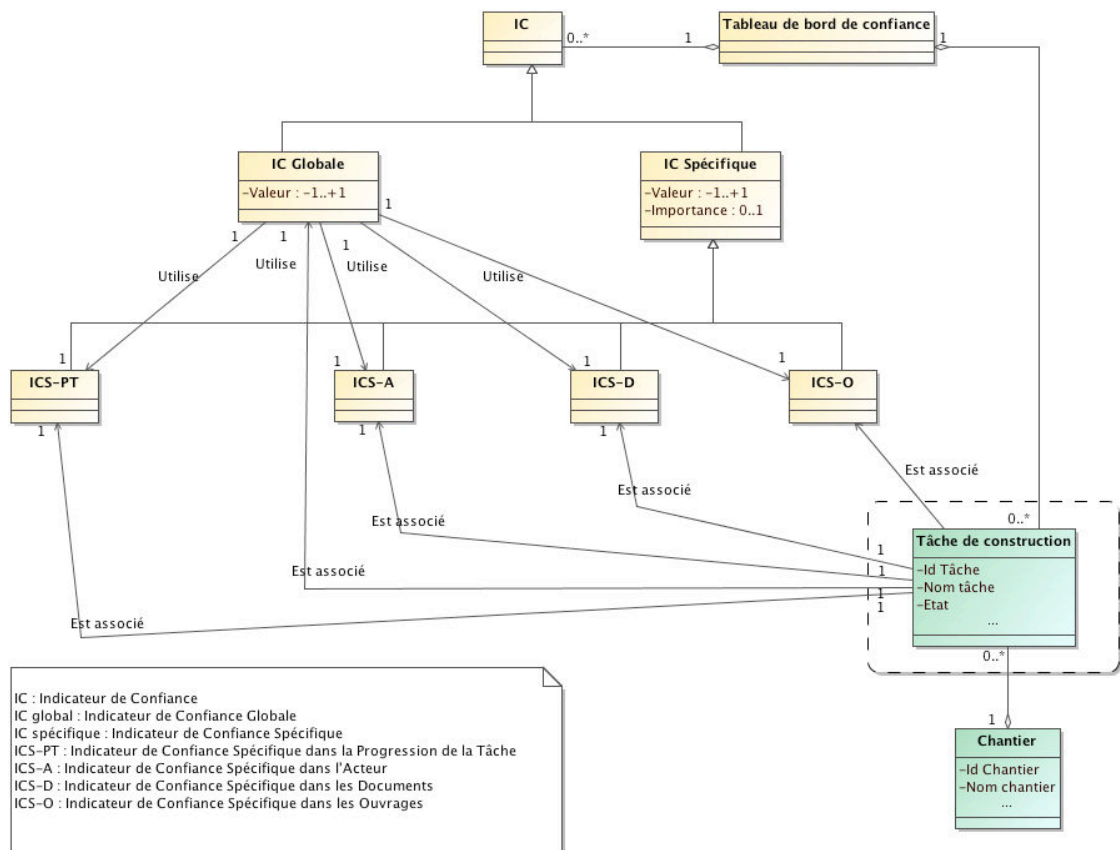 IC
Tableau de bord de confiance
0..*
1
1
IC Globale
–Valeur : –1..+1
IC Spécifique
–Valeur : –1..+1
–Importance : 0..1
1
1
1
1
Utilise
Utilise
Utilise
Utilise
1
1
1
1
ICS–PT
ICS–A
ICS–D
ICS–O
1
1
1
Est associé
Est associé
Est associé
Est associé
Est associé
0..*
Tâche de construction
–Id Tâche
–Nom tâche
–Etat
...
1
1
1
1
0..*
1
Chantier
–Id Chantier
–Nom chantier
...
IC : Indicateur de Confiance
IC global : Indicateur de Confiance Globale
IC spécifique : Indicateur de Confiance Spécifique
ICS–PT : Indicateur de Confiance Spécifique dans la Progression de la Tâche
ICS–A : Indicateur de Confiance Spécifique dans l'Acteur
ICS–D : Indicateur de Confiance Spécifique dans les Documents
ICS–O : Indicateur de Confiance Spécifique dans les Ouvrages